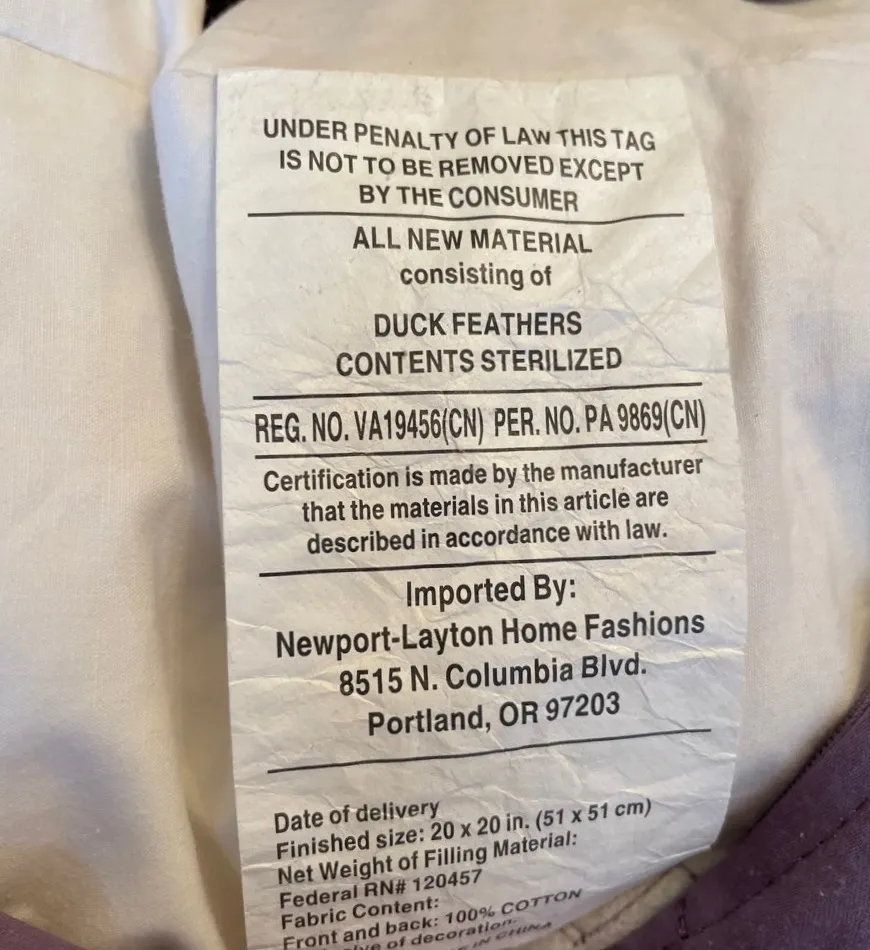 UNDER PENALTY OF LAW THIS TAG
IS NOT TO BE REMOVED EXCEPT
BY THE CONSUMER
ALL NEW MATERIAL
consisting of
DUCK FEATHERS
CONTENTS STERILIZED
REG. NO. VA19456(CN) PER. NO. PA 9869(CN)
Certification is made by the manufacturer
that the materials in this article are
described in accordance with law.
Imported By:
Newport-Layton Home Fashions
8515 N. Columbia Blvd.
Portland, OR 97203
Date of delivery
Finished size: 20 x 20 in. (51 x 51 cm)
Net Weight of Filling Material:
Federal RN# 120457
Fabric Content:
Front and back: 100% COTTON
of decoration.
IN CHINA